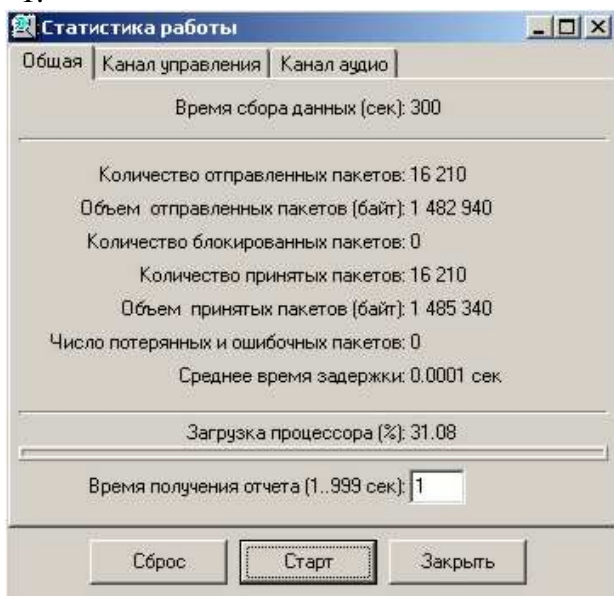 Статистика работы
Общая Канал управления Канал аудио
Время сбора данных (сек): 300
Количество отправленных пакетов: 16 210
Объем отправленных пакетов (байт): 1 482 940
Количество блокированных пакетов: 0
Количество принятых пакетов: 16 210
Объем принятых пакетов (байт): 1 485 340
Число потерянных и ошибочных пакетов: 0
Среднее время задержки: 0.0001 сек
Загрузка процессора (%): 31.08
Время получения отчета (1..999 сек): 1
Сброс Старт Закрыть